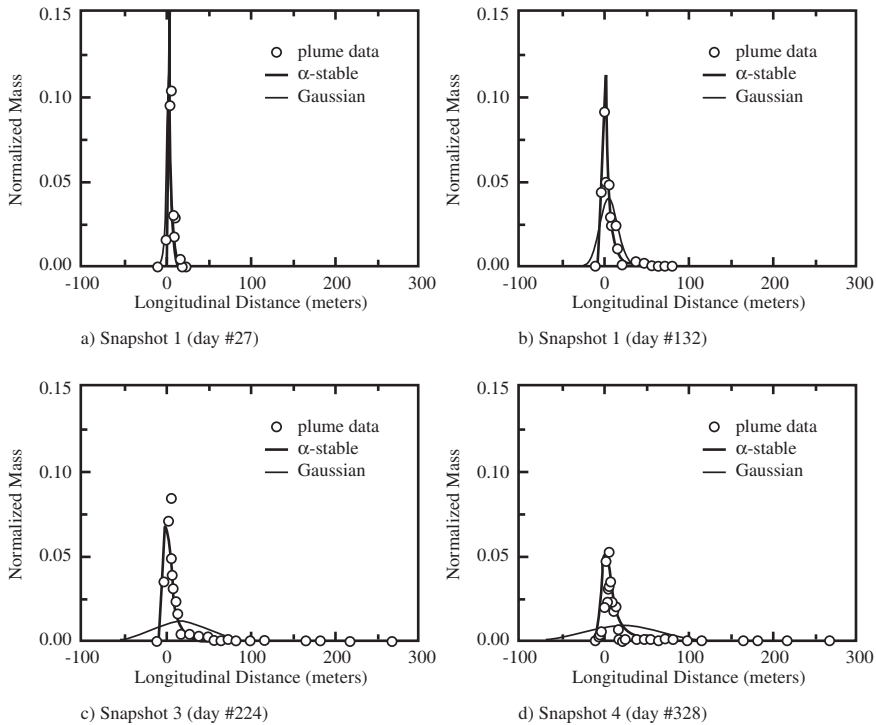 0.15
0.10
0.05
0.00
Normalized Mass
plume data
α-stable
Gaussian
-100 0 100 200 300
Longitudinal Distance (meters)
a) Snapshot 1 (day #27)
0.15
0.10
0.05
0.00
Normalized Mass
plume data
α-stable
Gaussian
-100 0 100 200 300
Longitudinal Distance (meters)
b) Snapshot 1 (day #132)
0.15
0.10
0.05
0.00
Normalized Mass
plume data
α-stable
Gaussian
-100 0 100 200 300
Longitudinal Distance (meters)
c) Snapshot 3 (day #224)
0.15
0.10
0.05
0.00
Normalized Mass
plume data
α-stable
Gaussian
-100 0 100 200 300
Longitudinal Distance (meters)
d) Snapshot 4 (day #328)